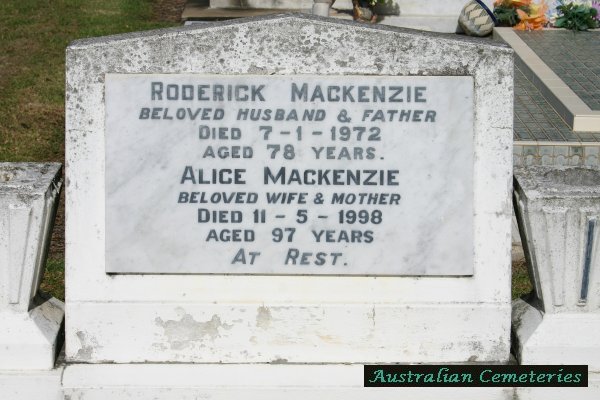 RODERICK MACKENZIE
BELOVED HUSBAND & FATHER
DIED 7-1-1972
AGED 78 YEARS.
ALICE MACKENZIE
BELOVED WIFE & MOTHER
DIED 11-5-1998
AGED 97 YEARS
AT REST.
Australian Cemeteries